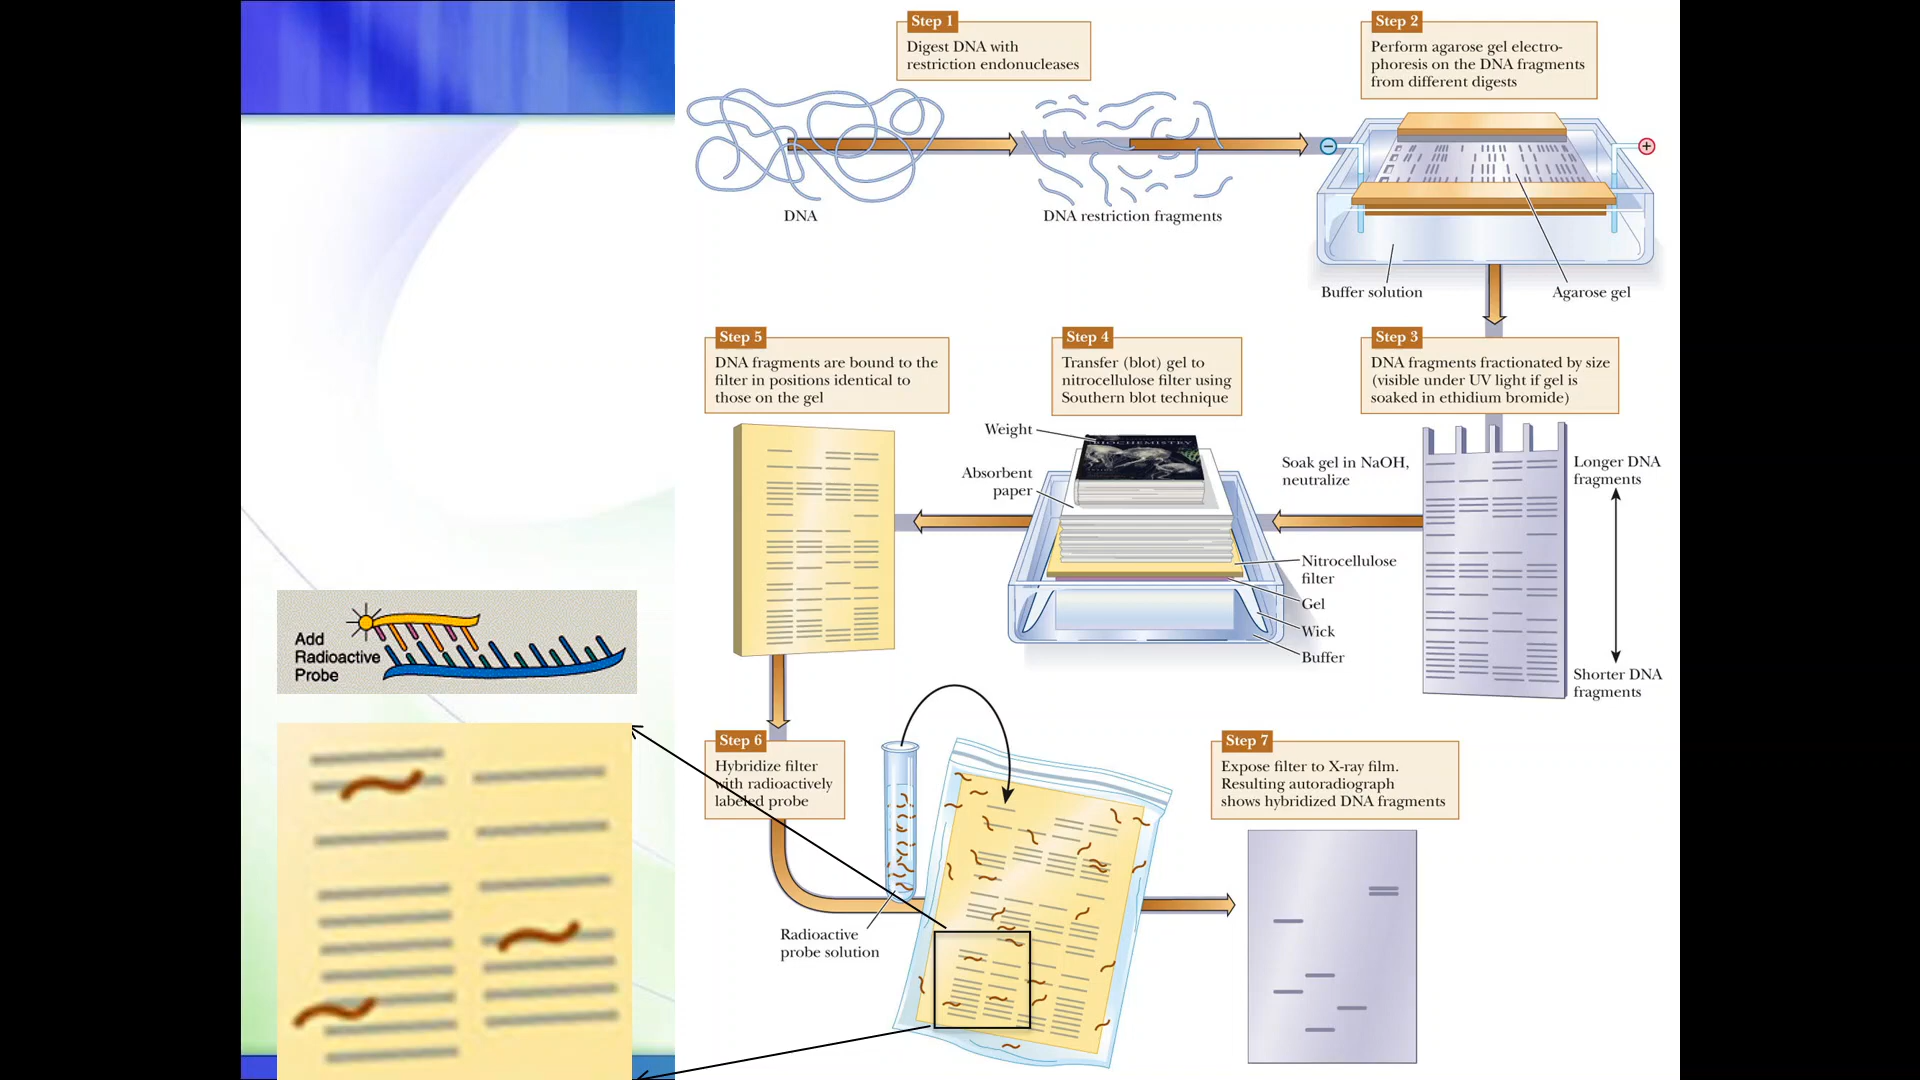 Step 1
Digest DNA with
restriction endonucleases
DNA
DNA restriction fragments
Step 2
Perform agarose gel electro-
phoresis on the DNA fragments
from different digests
−
+
Buffer solution
Agarose gel
Step 3
DNA fragments fractionated by size
(visible under UV light if gel is
soaked in ethidium bromide)
Longer DNA
fragments
Shorter DNA
fragments
Soak gel in NaOH,
neutralize
Step 4
Transfer (blot) gel to
nitrocellulose filter using
Southern blot technique
Weight
BIOCHEMISTRY
Absorbent
paper
Nitrocellulose
filter
Gel
Wick
Buffer
Step 5
DNA fragments are bound to the
filter in positions identical to
those on the gel
Add
Radioactive
Probe
Step 6
Hybridize filter
with radioactively
labeled probe
Radioactive
probe solution
Step 7
Expose filter to X-ray film.
Resulting autoradiograph
shows hybridized DNA fragments